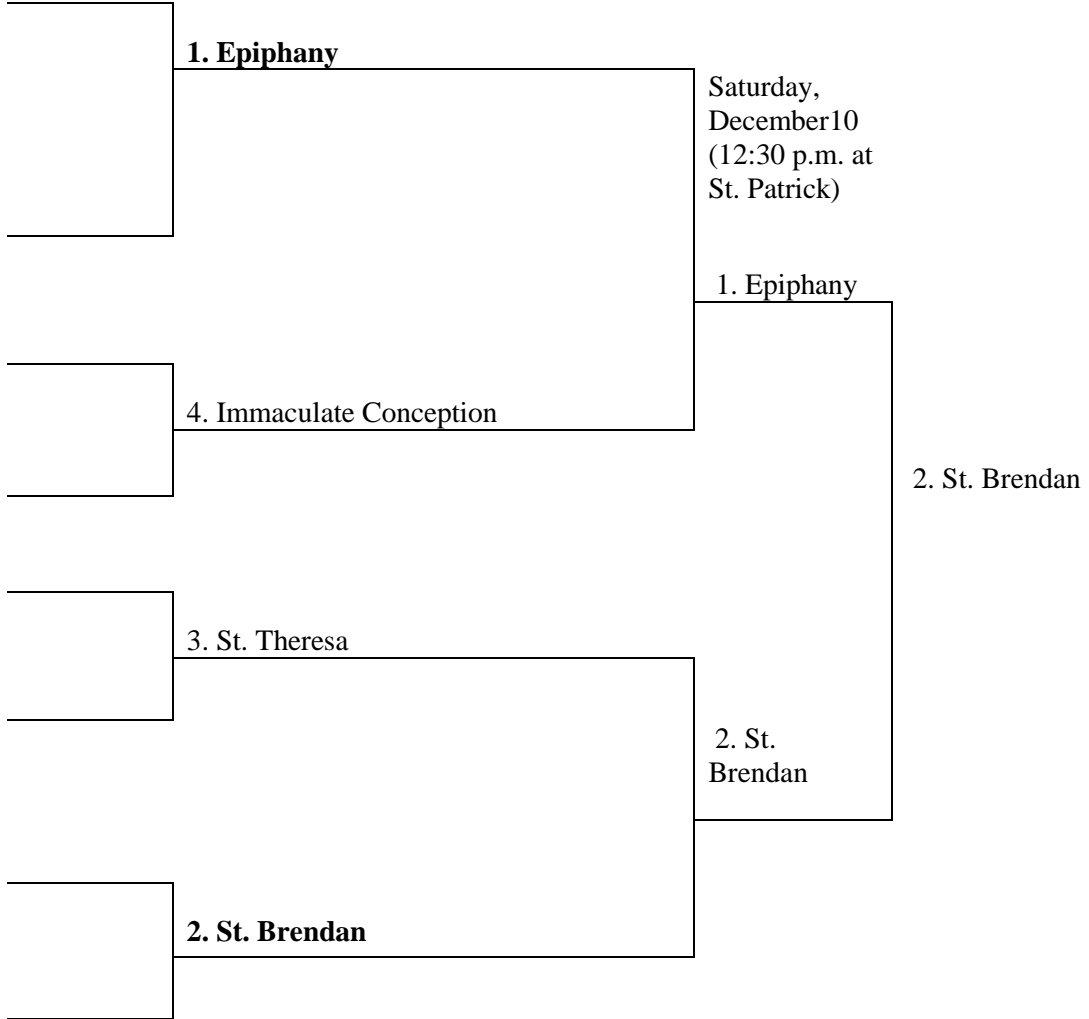 1. Epiphany
Saturday,
December10
(12:30 p.m. at
St. Patrick)
1. Epiphany
4. Immaculate Conception
2. St. Brendan
3. St. Theresa
2. St.
Brendan
2. St. Brendan